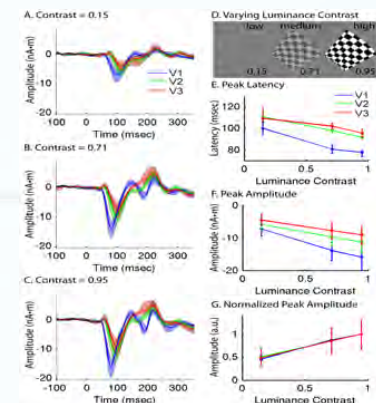 A. Contrast = 0.15
Amplitude (nA•m)
0
-10
-20
V1
V2
V3
-100 0 100 200 300
Time (msec)
B. Contrast = 0.71
Amplitude (nA•m)
0
-10
-20
-100 0 100 200 300
Time (msec)
C. Contrast = 0.95
Amplitude (nA•m)
0
-10
-20
-100 0 100 200 300
Time (msec)
D. Varying Luminance Contrast
low medium high
0.15 0.71 0.95
E. Peak Latency
Latency (msec)
120
100
80
V1
V2
V3
0 0.5 1
Luminance Contrast
F. Peak Amplitude
Amplitude (nA•m)
0
-10
-20
0 0.5 1
Luminance Contrast
G. Normalized Peak Amplitude
Amplitude (a.u.)
1
0.5
0
0 0.5 1
Luminance Contrast